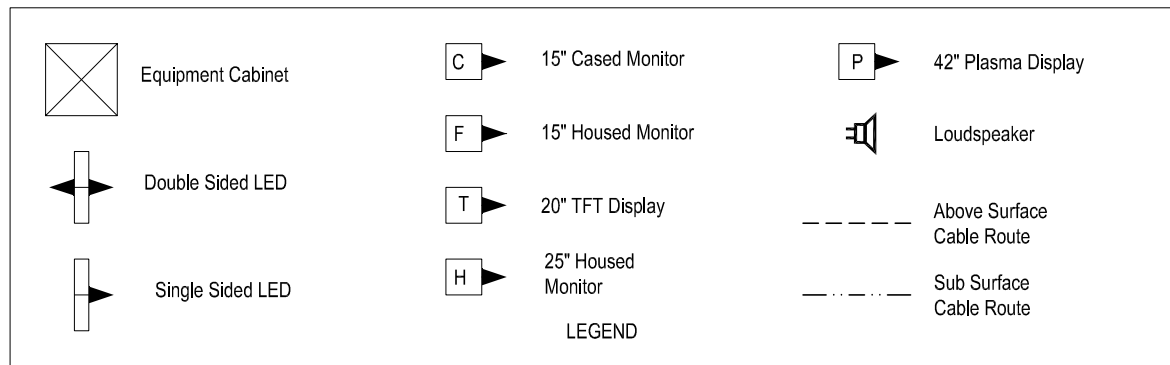 Equipment Cabinet
Double Sided LED
Single Sided LED
C 15" Cased Monitor
F 15" Housed Monitor
T 20" TFT Display
H 25" Housed
Monitor
LEGEND
P 42" Plasma Display
Loudspeaker
Above Surface
Cable Route
Sub Surface
Cable Route